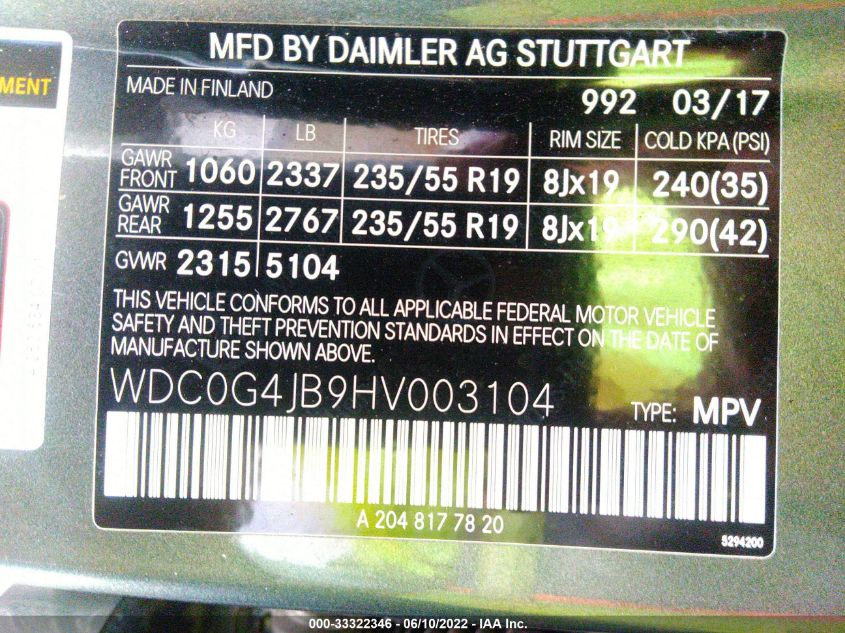 MENT
MFD BY DAIMLER AG STUTTGART
MADE IN FINLAND
992 03/17
KG LB TIRES RIM SIZE COLD KPA (PSI)
GAWR FRONT 1060 2337 235/55 R19 8Jx19 240(35)
GAWR REAR 1255 2767 235/55 R19 8Jx19 290(42)
GVWR 2315 5104
THIS VEHICLE CONFORMS TO ALL APPLICABLE FEDERAL MOTOR VEHICLE
SAFETY AND THEFT PREVENTION STANDARDS IN EFFECT ON THE DATE OF
MANUFACTURE SHOWN ABOVE.
WDC0G4JB9HV003104
TYPE: MPV
A 204 817 78 20
5294200
000-33322346 - 06/10/2022 - IAA Inc.